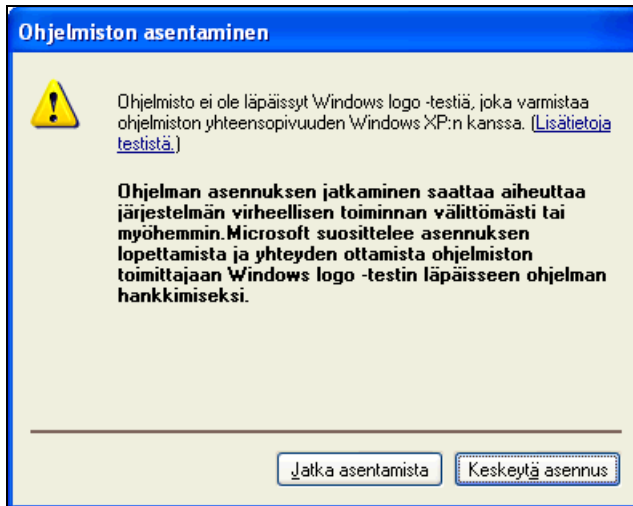 Ohjelmiston asentaminen
Ohjelmisto ei ole läpäissyt Windows logo -testiä, joka varmistaa
ohjelmiston yhteensopivuuden Windows XP:n kanssa. (Lisätietoja
testistä.)
Ohjelman asennuksen jatkaminen saattaa aiheuttaa
järjestelmän virheellisen toiminnan välittömästi tai
myöhemmin.Microsoft suosittelee asennuksen
lopettamista ja yhteyden ottamista ohjelmiston
toimittajaan Windows logo -testin läpäisseen ohjelman
hankkimiseksi.
Jatka asentamista Keskeytä asennus